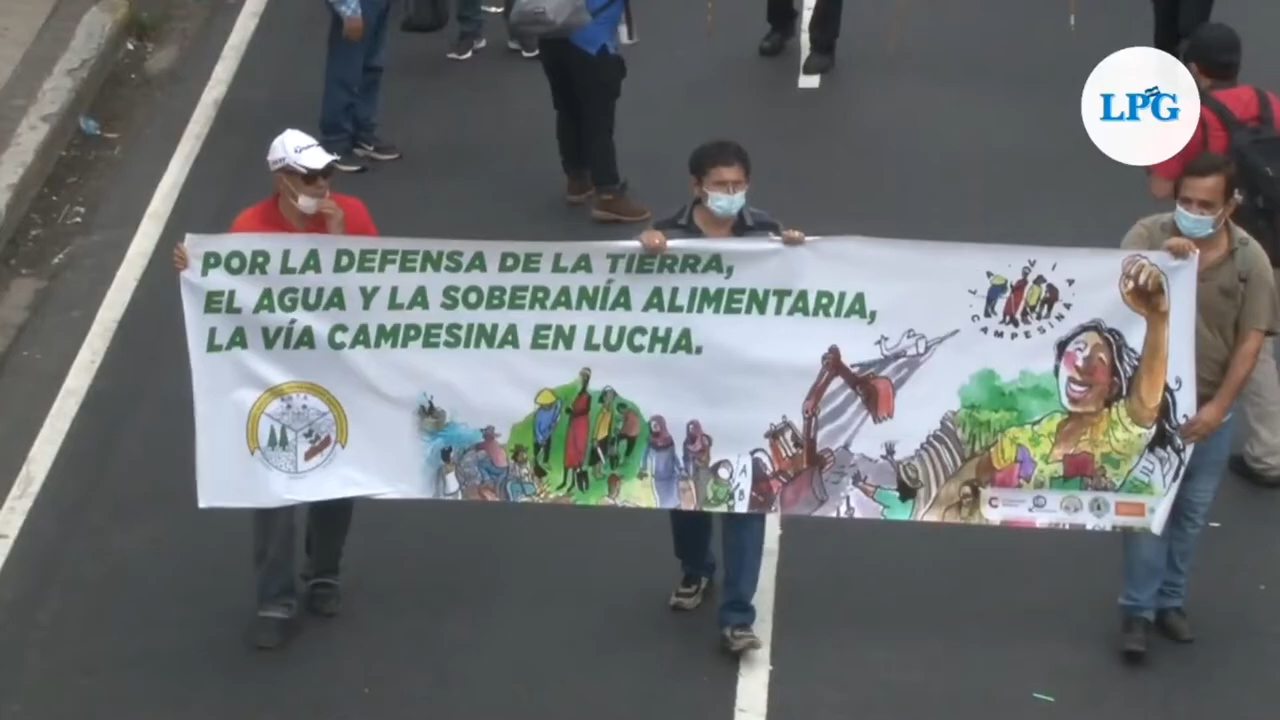 LPG
POR LA DEFENSA DE LA TIERRA,
EL AGUA Y LA SOBERANÍA ALIMENTARIA,
LA VÍA CAMPESINA EN LUCHA.
LA VÍA
CAMPESINA
A
B